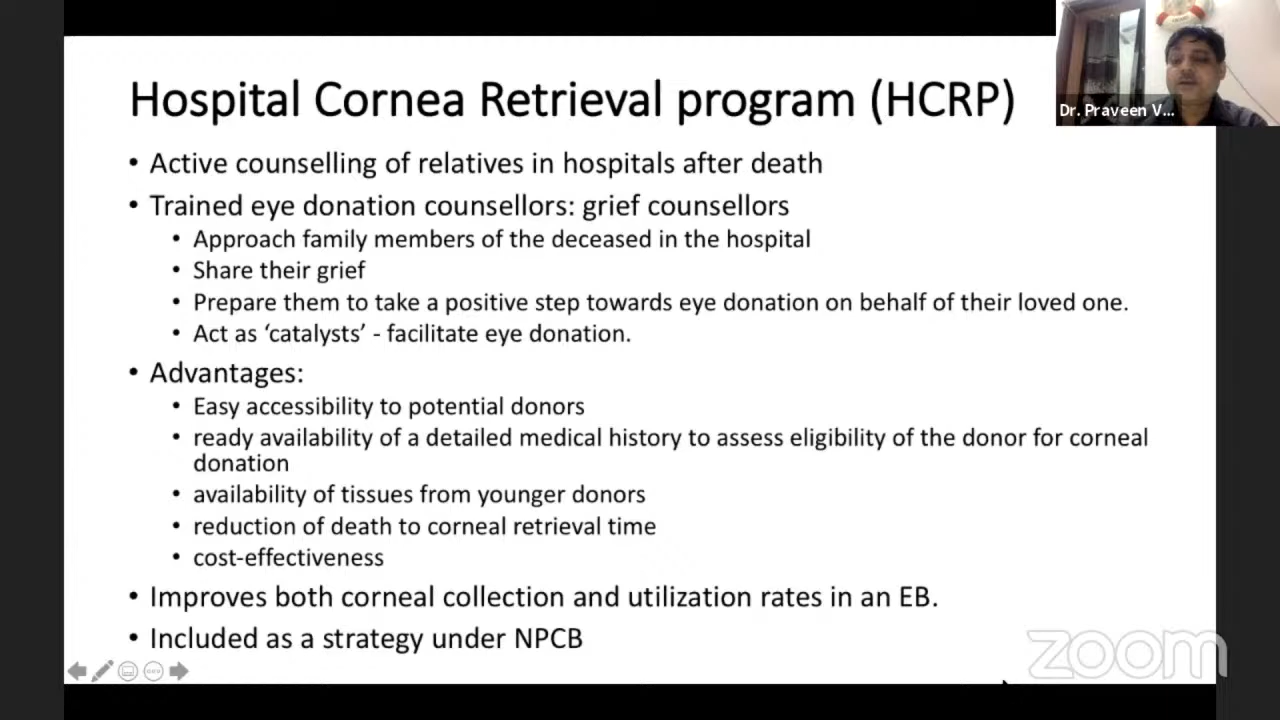 Hospital Cornea Retrieval program (HCRP)
Dr. Praveen V...
• Active counselling of relatives in hospitals after death
• Trained eye donation counsellors: grief counsellors
• Approach family members of the deceased in the hospital
• Share their grief
• Prepare them to take a positive step towards eye donation on behalf of their loved one.
• Act as ‘catalysts’ - facilitate eye donation.
• Advantages:
• Easy accessibility to potential donors
• ready availability of a detailed medical history to assess eligibility of the donor for corneal
donation
• availability of tissues from younger donors
• reduction of death to corneal retrieval time
• cost-effectiveness
• Improves both corneal collection and utilization rates in an EB.
• Included as a strategy under NPCB
zoom